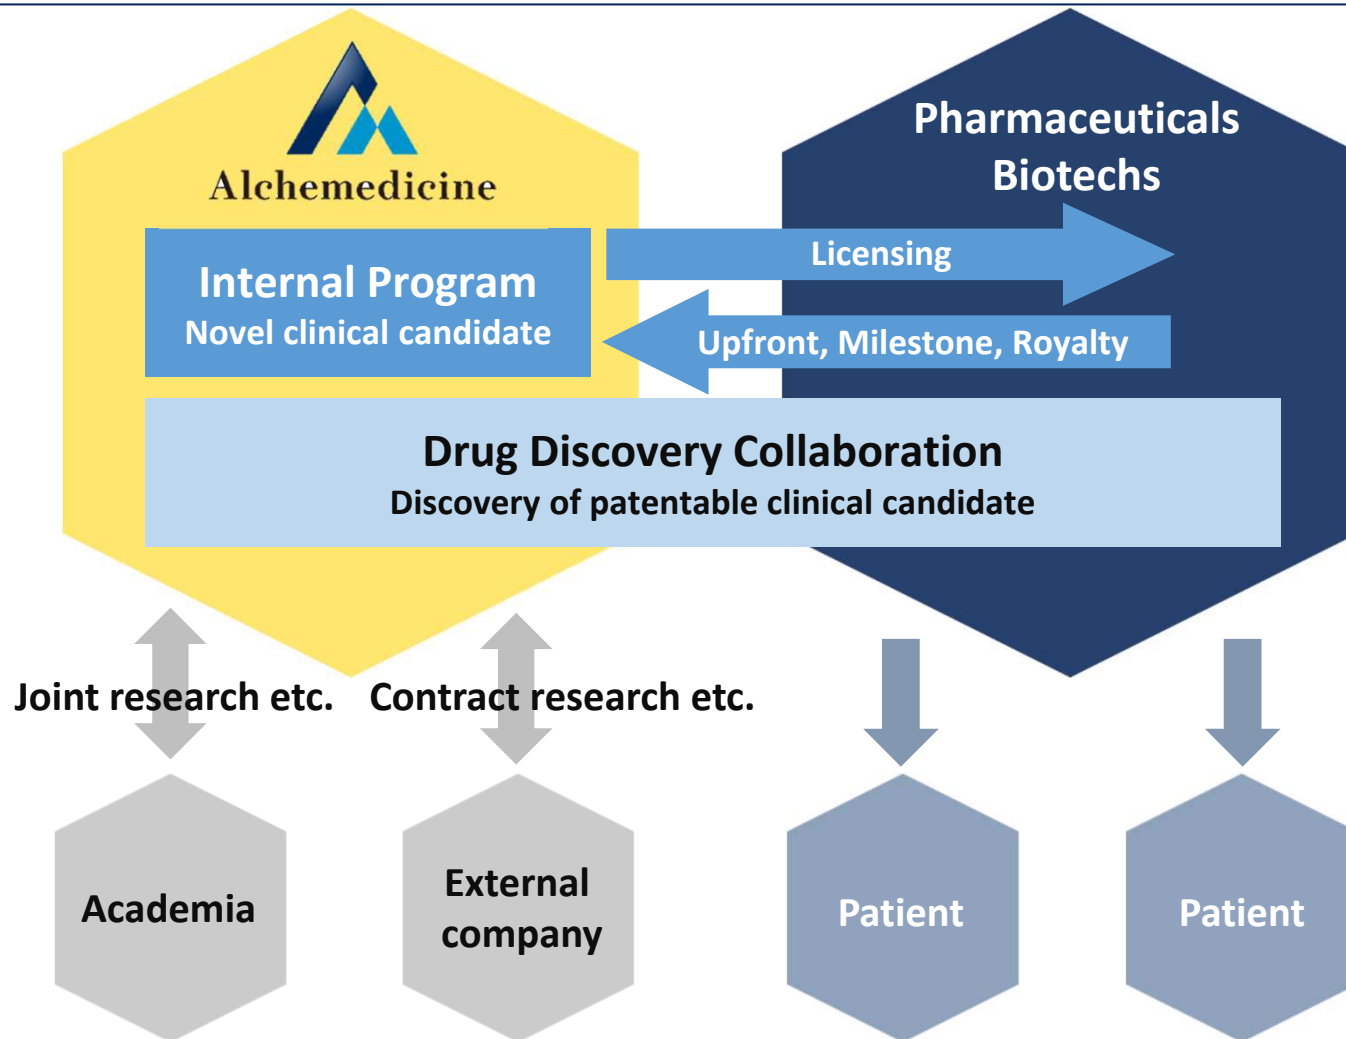 Alchemedicine
Pharmaceuticals
Biotechs
Internal Program
Novel clinical candidate
Licensing
Upfront, Milestone, Royalty
Drug Discovery Collaboration
Discovery of patentable clinical candidate
Joint research etc.
Contract research etc.
Academia
External
company
Patient
Patient